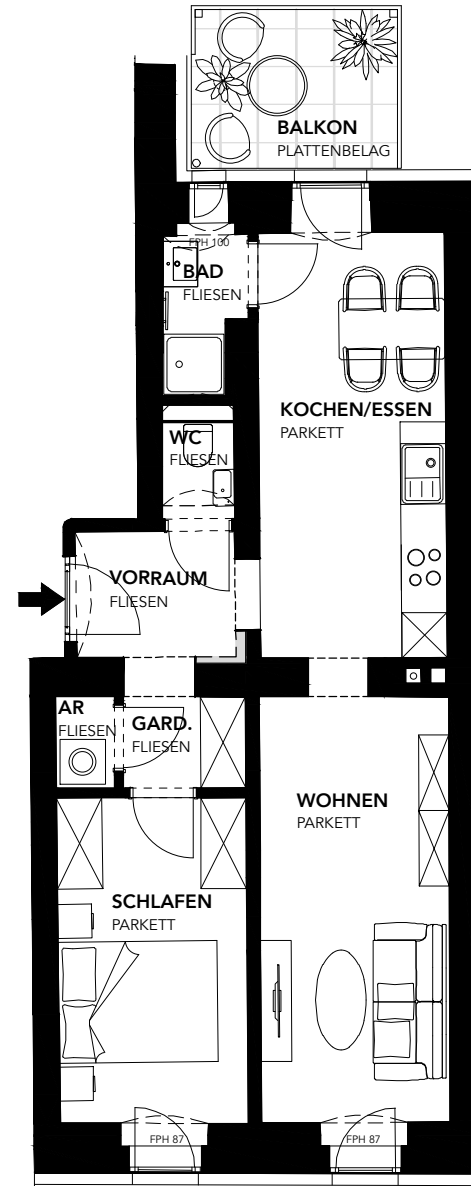 BALKON
PLATTENBELAG
FPH 100
BAD
FLIESEN
KOCHEN/ESSEN
PARKETT
WC
FLIESEN
VORRAUM
FLIESEN
AR
FLIESEN
GARD.
FLIESEN
WOHNEN
PARKETT
SCHLAFEN
PARKETT
FPH 87
FPH 87